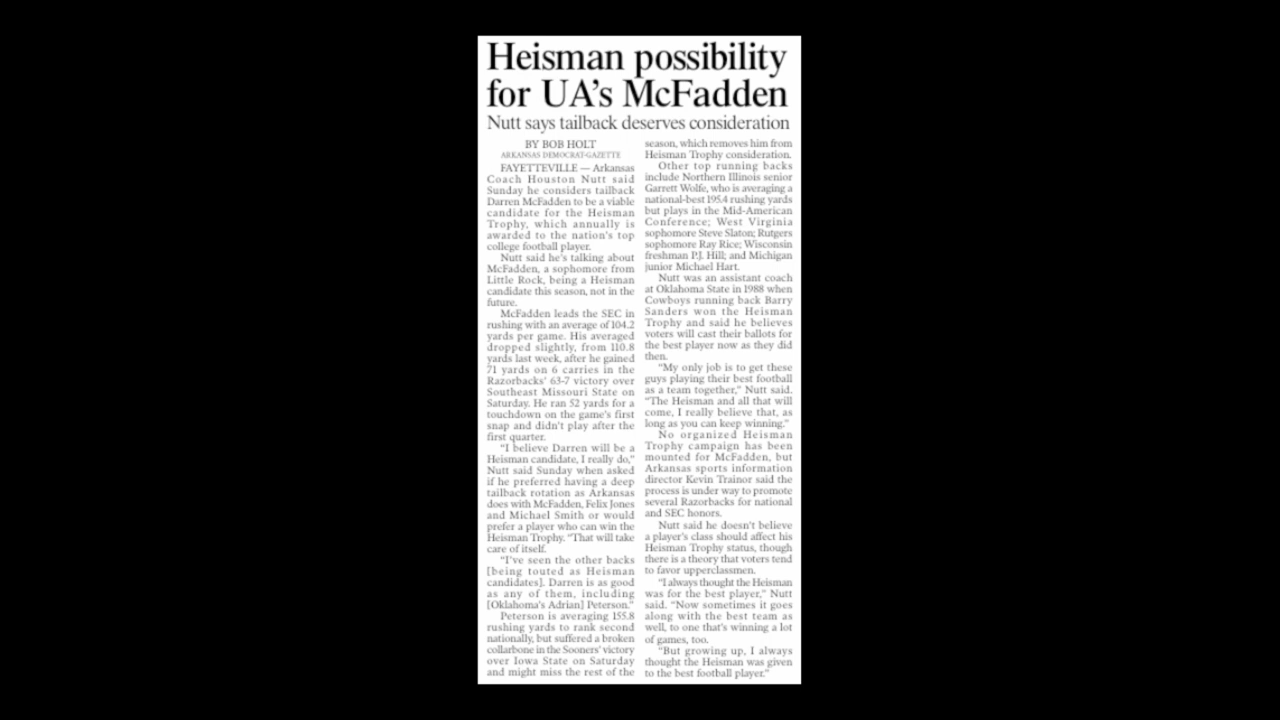 Heisman possibility
for UA's McFadden
Nutt says tailback deserves consideration
BY BOB HOLT
ARKANSAS DEMOCRAT-GAZETTE
FAYETTEVILLE — Arkansas
Coach Houston Nutt said
Sunday he considers tailback
Darren McFadden to be a viable
candidate for the Heisman
Trophy, which annually is
awarded to the nation's top
college football player.
Nutt said he's talking about
McFadden, a sophomore from
Little Rock, being a Heisman
candidate this season, not in the
future.
McFadden leads the SEC in
rushing with an average of 104.2
yards per game. His averaged
dropped slightly, from 110.8
yards last week, after he gained
71 yards on 6 carries in the
Razorbacks' 63-7 victory over
Southeast Missouri State on
Saturday. He ran 52 yards for a
touchdown on the game's first
snap and didn't play after the
first quarter.
"I believe Darren will be a
Heisman candidate, I really do,"
Nutt said Sunday when asked
if he preferred having a deep
tailback rotation as Arkansas
does with McFadden, Felix Jones
and Michael Smith or would
prefer a player who can win the
Heisman Trophy. "That will take
care of itself.
"I've seen the other backs
[being touted as Heisman
candidates]. Darren is as good
as any of them, including
[Oklahoma's Adrian] Peterson."
Peterson is averaging 155.8
rushing yards to rank second
nationally, but suffered a broken
collarbone in the Sooners' victory
over Iowa State on Saturday
and might miss the rest of the
season, which removes him from
Heisman Trophy consideration.
Other top running backs
include Northern Illinois senior
Garrett Wolfe, who is averaging a
national-best 195.4 rushing yards
but plays in the Mid-American
Conference; West Virginia
sophomore Steve Slaton; Rutgers
sophomore Ray Rice; Wisconsin
freshman P.J. Hill; and Michigan
junior Michael Hart.
Nutt was an assistant coach
at Oklahoma State in 1988 when
Cowboys running back Barry
Sanders won the Heisman
Trophy and said he believes
voters will cast their ballots for
the best player now as they did
then.
"My only job is to get these
guys playing their best football
as a team together," Nutt said.
"The Heisman and all that will
come, I really believe that, as
long as you can keep winning."
No organized Heisman
Trophy campaign has been
mounted for McFadden, but
Arkansas sports information
director Kevin Trainor said the
process is under way to promote
several Razorbacks for national
and SEC honors.
Nutt said he doesn't believe
a player's class should affect his
Heisman Trophy status, though
there is a theory that voters tend
to favor upperclassmen.
"I always thought the Heisman
was for the best player," Nutt
said. "Now sometimes it goes
along with the best team as
well, to one that's winning a lot
of games, too.
"But growing up, I always
thought the Heisman was given
to the best football player."